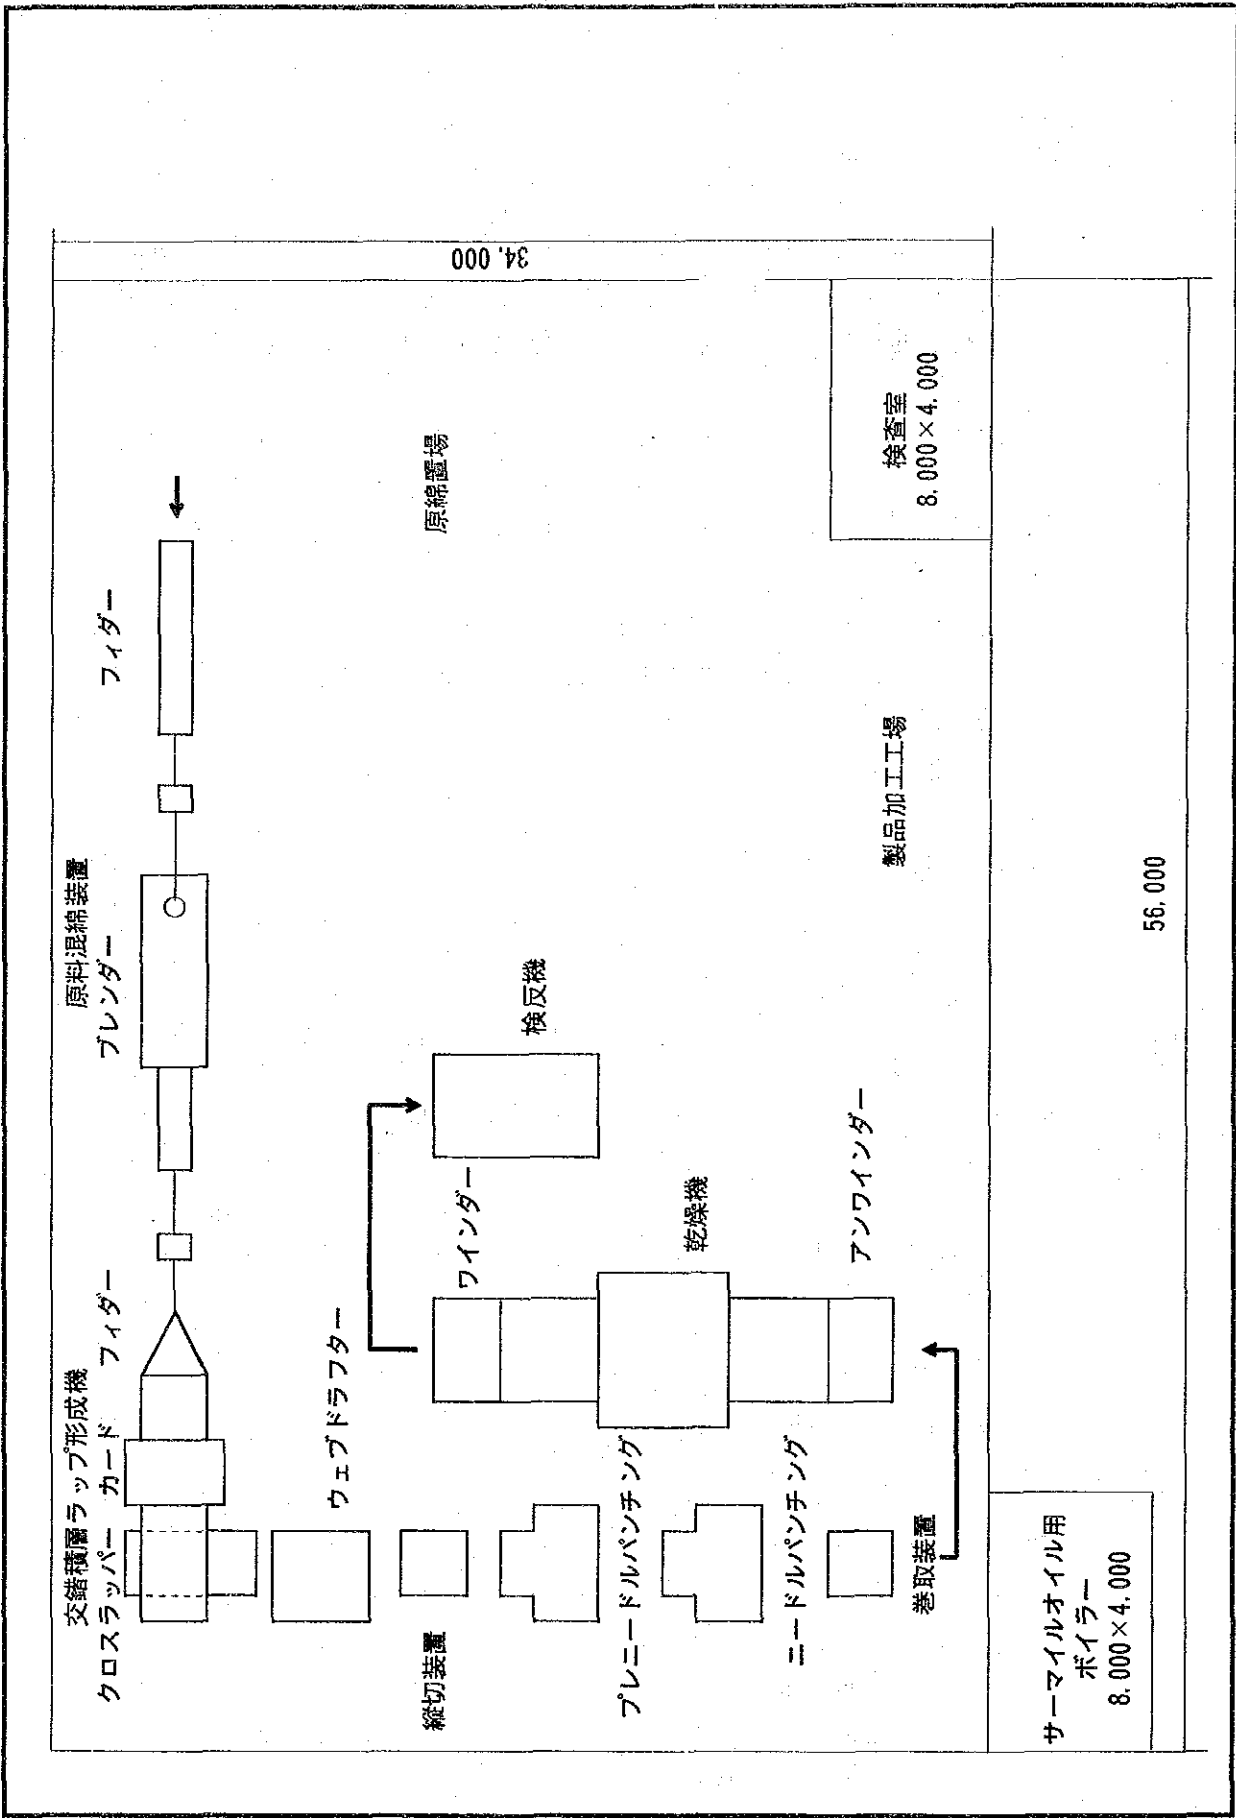 交錯積層ラップ形成機
クロスラッパー カード フィダー
原料混綿装置
ブレンダー
フィダー
ウェブドラフター
縦切装置
プレニードルパンチング
ニードルパンチング
巻取装置
ワインダー
乾燥機
アンワインダー
検反機
原綿置場
製品加工工場
検査室
8.000×4.000
34.000
サーマイルオイル用
ボイラー
8.000×4.000
56.000